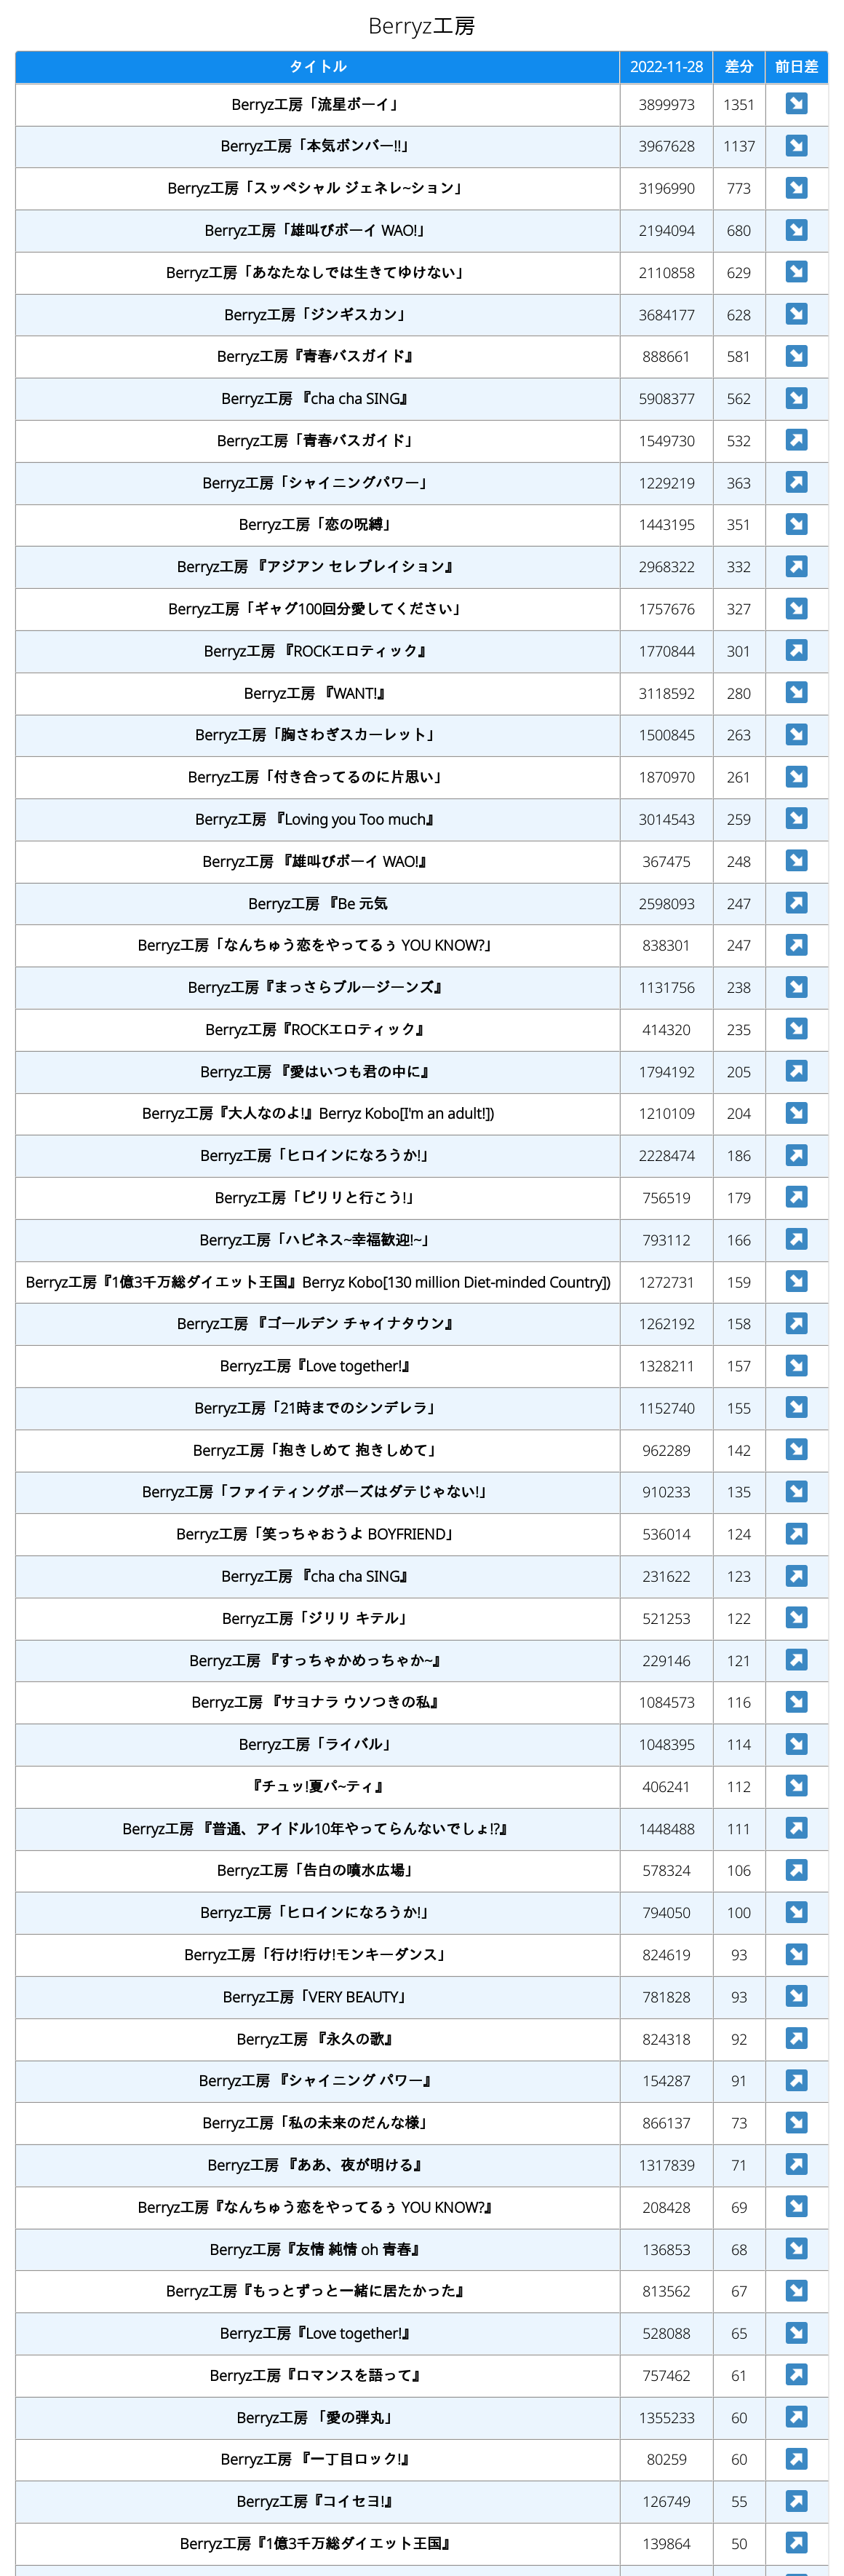 Berryz工房
タイトル 2022-11-28 差分 前日差
Berryz工房「流星ボーイ」 3899973 1351 ↘
Berryz工房「本気ボンバー!!」 3967628 1137 ↘
Berryz工房「スッペシャル ジェネレ~ション」 3196990 773 ↘
Berryz工房「雄叫びボーイ WAO!」 2194094 680 ↘
Berryz工房「あなたなしでは生きてゆけない」 2110858 629 ↘
Berryz工房「ジンギスカン」 3684177 628 ↘
Berryz工房『青春バスガイド』 888661 581 ↘
Berryz工房 『cha cha SING』 5908377 562 ↘
Berryz工房「青春バスガイド」 1549730 532 ↗
Berryz工房「シャイニングパワー」 1229219 363 ↗
Berryz工房「恋の呪縛」 1443195 351 ↘
Berryz工房 『アジアン セレブレイション』 2968322 332 ↗
Berryz工房「ギャグ100回分愛してください」 1757676 327 ↘
Berryz工房 『ROCKエロティック』 1770844 301 ↗
Berryz工房 『WANT!』 3118592 280 ↘
Berryz工房「胸さわぎスカーレット」 1500845 263 ↘
Berryz工房「付き合ってるのに片思い」 1870970 261 ↘
Berryz工房 『Loving you Too much』 3014543 259 ↘
Berryz工房 『雄叫びボーイ WAO!』 367475 248 ↘
Berryz工房 『Be 元気 2598093 247 ↗
Berryz工房「なんちゅう恋をやってるぅ YOU KNOW?」 838301 247 ↗
Berryz工房『まっさらブルージーンズ』 1131756 238 ↘
Berryz工房『ROCKエロティック』 414320 235 ↘
Berryz工房 『愛はいつも君の中に』 1794192 205 ↗
Berryz工房『大人なのよ!』Berryz Kobo[I'm an adult!]) 1210109 204 ↘
Berryz工房「ヒロインになろうか!」 2228474 186 ↗
Berryz工房「ピリリと行こう!」 756519 179 ↗
Berryz工房「ハピネス~幸福歓迎!~」 793112 166 ↗
Berryz工房『1億3千万総ダイエット王国』Berryz Kobo[130 million Diet-minded Country]) 1272731 159 ↘
Berryz工房 『ゴールデン チャイナタウン』 1262192 158 ↗
Berryz工房『Love together!』 1328211 157 ↘
Berryz工房「21時までのシンデレラ」 1152740 155 ↘
Berryz工房「抱きしめて 抱きしめて」 962289 142 ↘
Berryz工房「ファイティングポーズはダテじゃない!」 910233 135 ↘
Berryz工房「笑っちゃおうよ BOYFRIEND」 536014 124 ↗
Berryz工房 『cha cha SING』 231622 123 ↗
Berryz工房「ジリリ キテル」 521253 122 ↘
Berryz工房 『すっちゃかめっちゃか~』 229146 121 ↗
Berryz工房 『サヨナラ ウソつきの私』 1084573 116 ↘
Berryz工房「ライバル」 1048395 114 ↘
『チュッ!夏パ~ティ』 406241 112 ↘
Berryz工房 『普通、アイドル10年やってらんないでしょ!?』 1448488 111 ↗
Berryz工房「告白の噴水広場」 578324 106 ↗
Berryz工房「ヒロインになろうか!」 794050 100 ↘
Berryz工房「行け!行け!モンキーダンス」 824619 93 ↘
Berryz工房「VERY BEAUTY」 781828 93 ↘
Berryz工房 『永久の歌』 824318 92 ↗
Berryz工房 『シャイニング パワー』 154287 91 ↗
Berryz工房「私の未来のだんな様」 866137 73 ↘
Berryz工房 『ああ、夜が明ける』 1317839 71 ↗
Berryz工房『なんちゅう恋をやってるぅ YOU KNOW?』 208428 69 ↘
Berryz工房『友情 純情 oh 青春』 136853 68 ↘
Berryz工房『もっとずっと一緒に居たかった』 813562 67 ↘
Berryz工房『Love together!』 528088 65 ↘
Berryz工房『ロマンスを語って』 757462 61 ↗
Berryz工房 「愛の弾丸」 1355233 60 ↗
Berryz工房 『一丁目ロック!』 80259 60 ↗
Berryz工房『コイセヨ!』 126749 55 ↗
Berryz工房『1億3千万総ダイエット王国』 139864 50 ↗